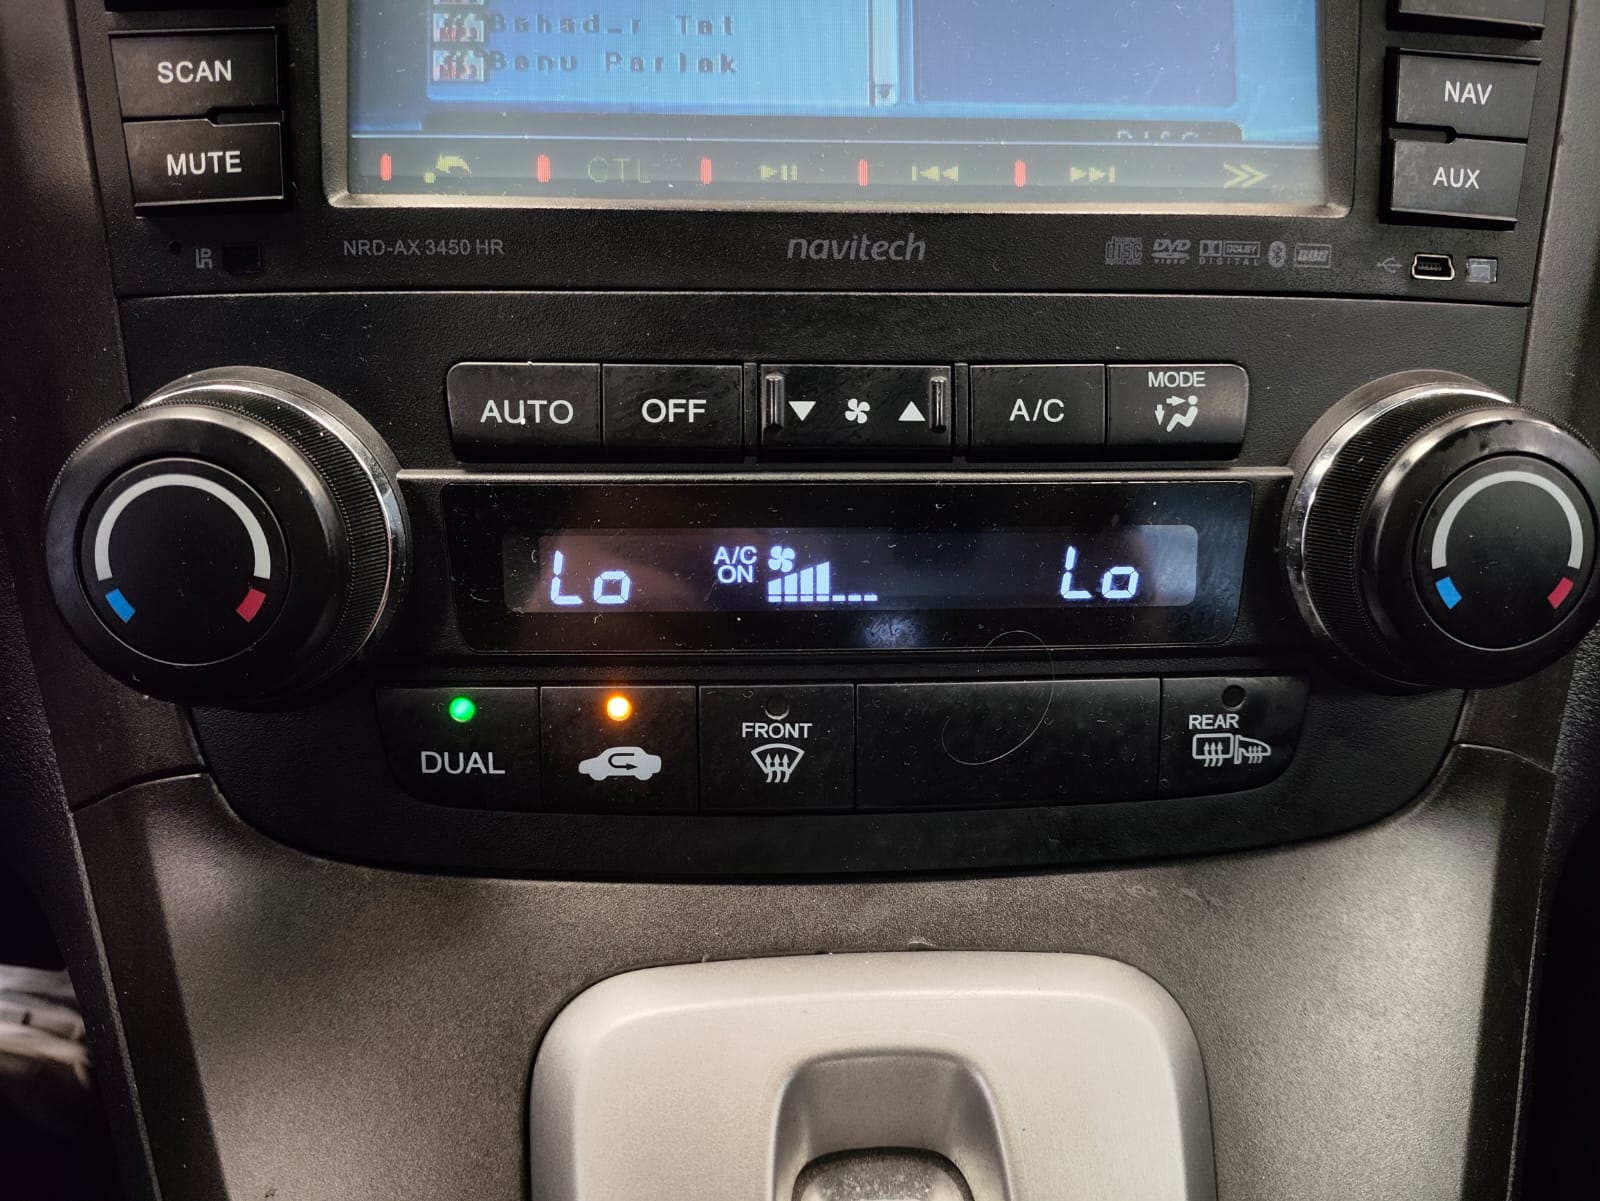 Bahad_r Tat
Banu Parlak
DISC
CTL
SCAN
MUTE
NAV
AUX
NRD-AX 3450 HR
navitech
AUTO
OFF
A/C
MODE
Lo
A/C
ON
Lo
DUAL
FRONT
REAR